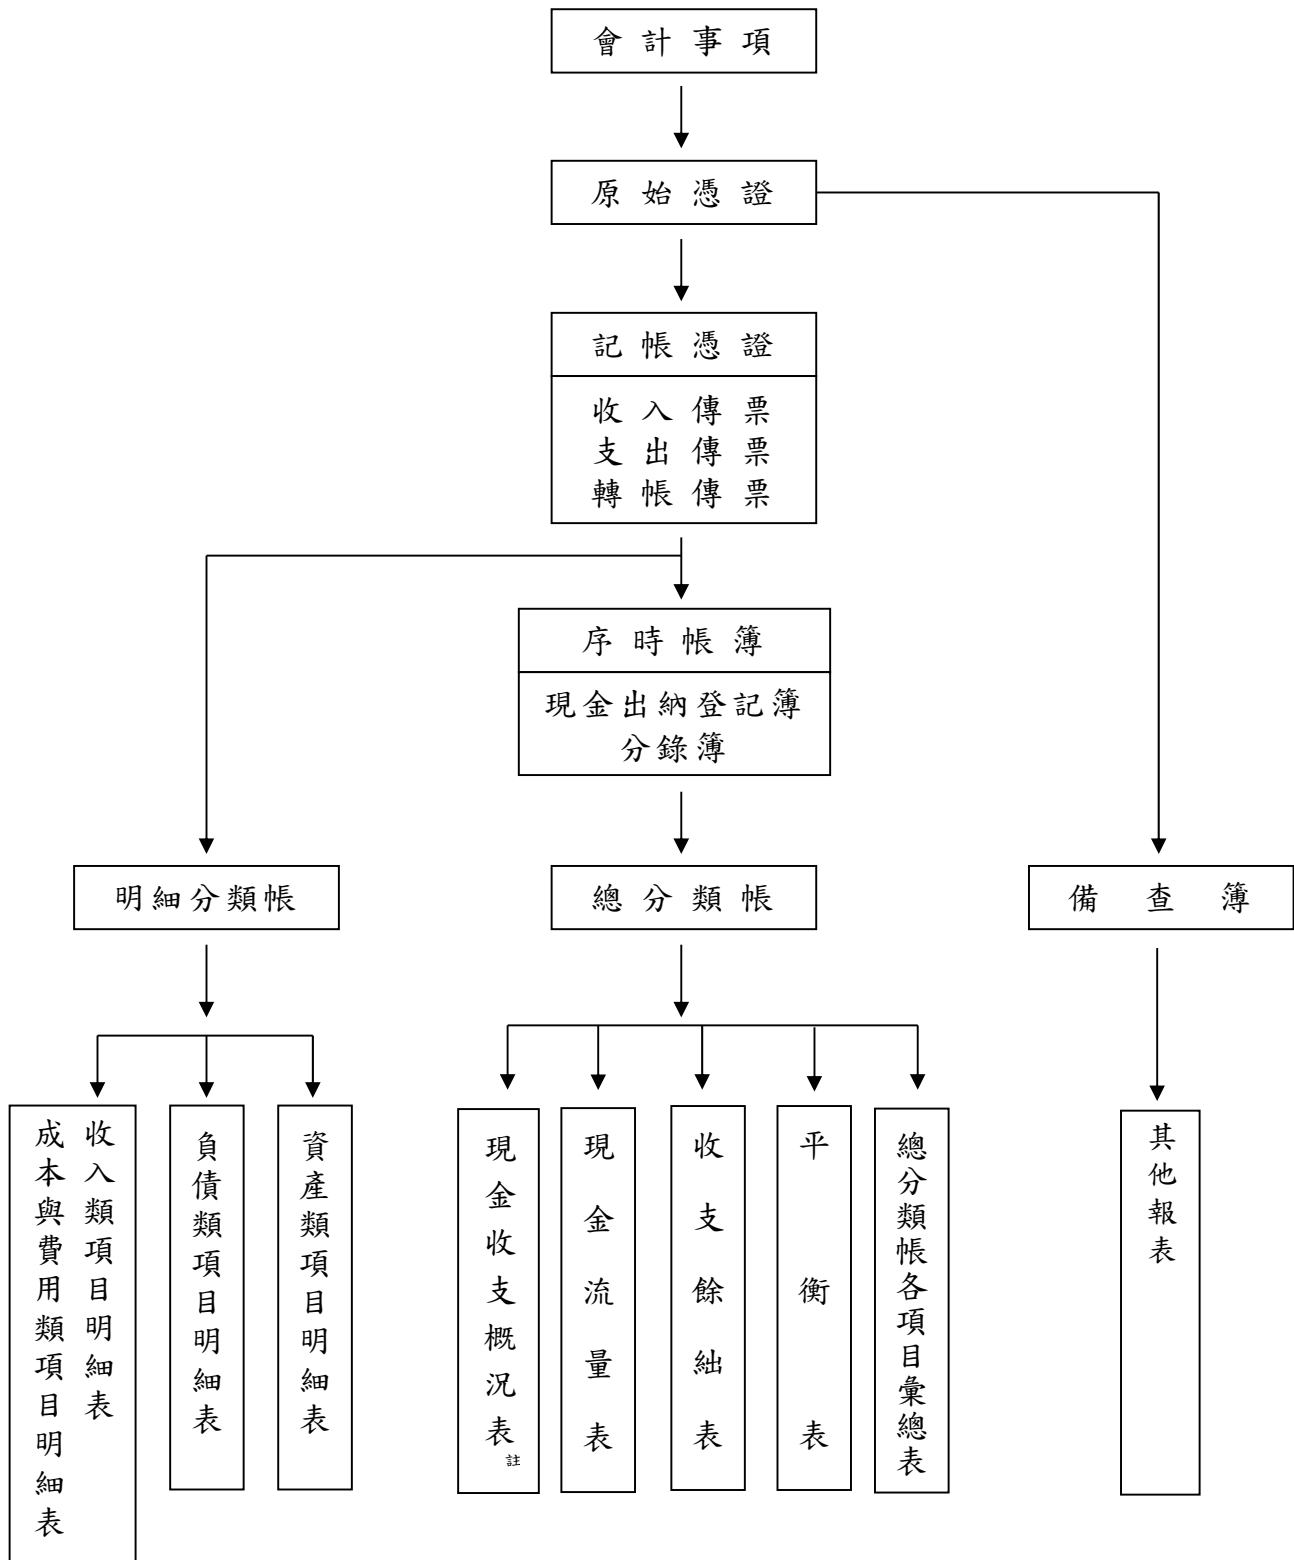 會計事項
原始憑證
記帳憑證
收入傳票
支出傳票
轉帳傳票
序時帳簿
現金出納登記簿
分錄簿
明細分類帳
總分類帳
備查簿
收入類項目明細表
成本與費用類項目明細表
負債類項目明細表
資產類項目明細表
現金收支概況表註
現金流量表
收支餘絀表
平衡表
總分類帳各項目彙總表
其他報表